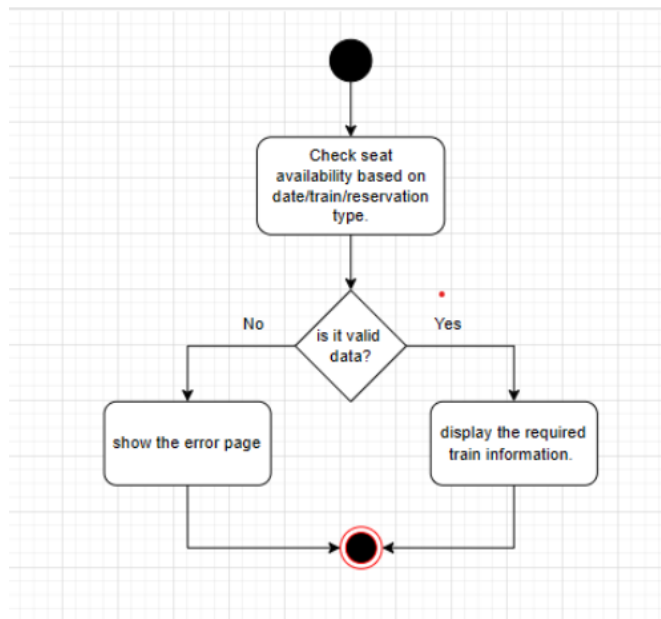 Check seat
availability based on
date/train/reservation
type.
No
is it valid
data?
Yes
show the error page
display the required
train information.